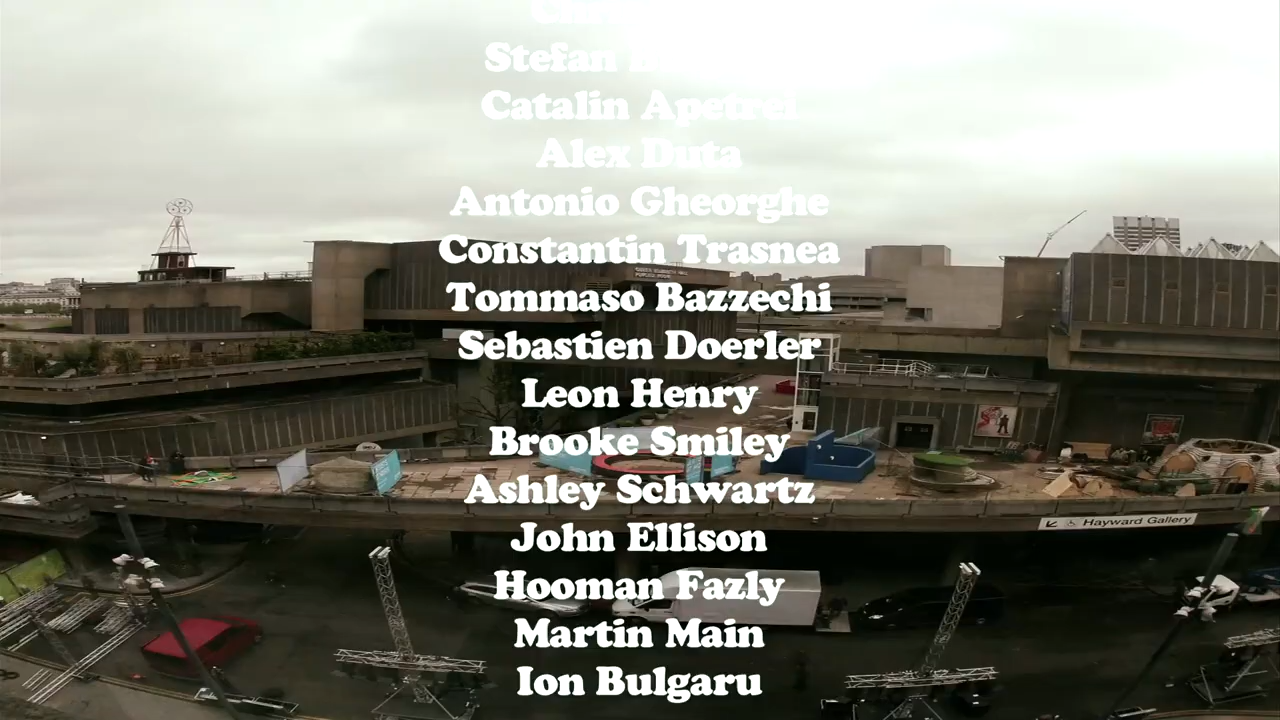 Stefan
Catalin Apetrei
Alex Duta
Antonio Gheorghe
Constantin Trasnea
Tommaso Bazzechi
Sebastien Doerler
Leon Henry
Brooke Smiley
Ashley Schwartz
John Ellison
Hooman Fazly
Martin Main
Ion Bulgaru
Hayward Gallery